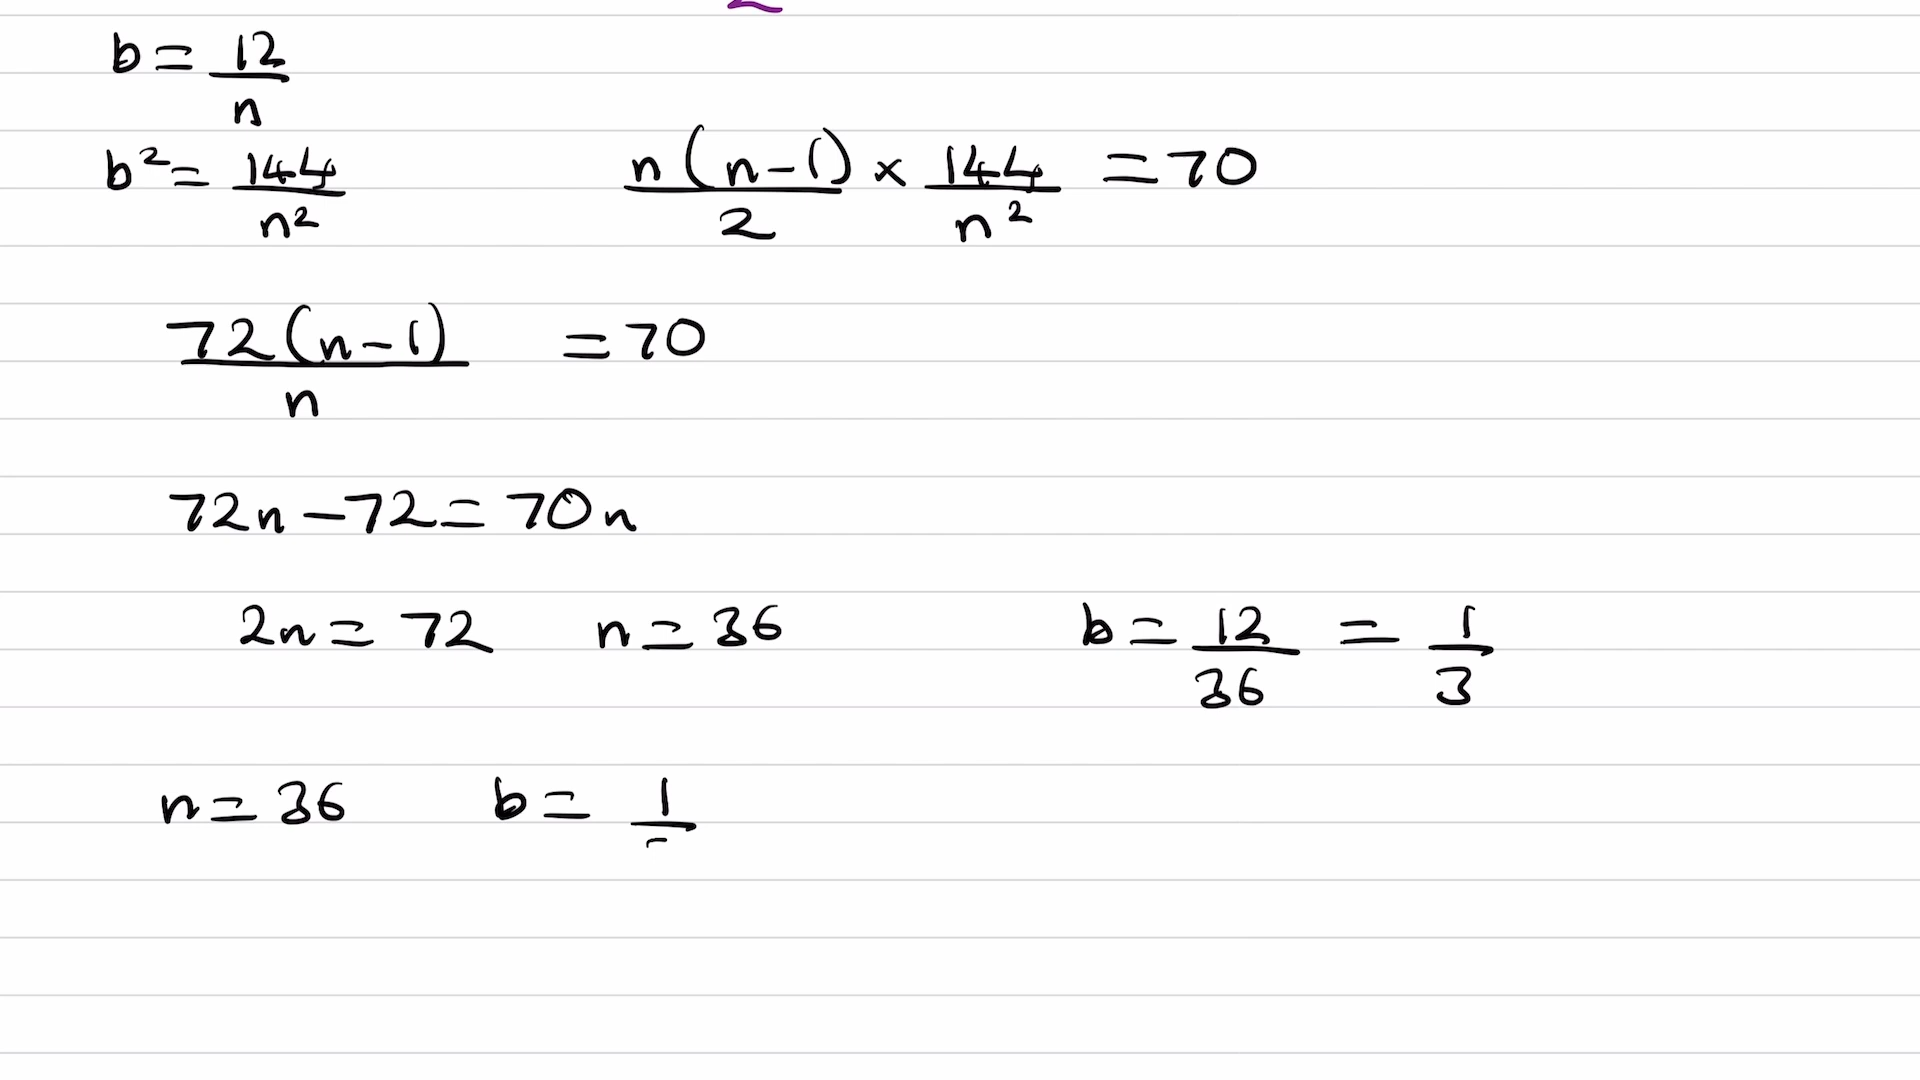 b = 12/n
b² = 144/n² n(n-1)/2 × 144/n² = 70
72(n-1)/n = 70
72n - 72 = 70n
2n = 72 n = 36 b = 12/36 = 1/3
n = 36 b = 1/